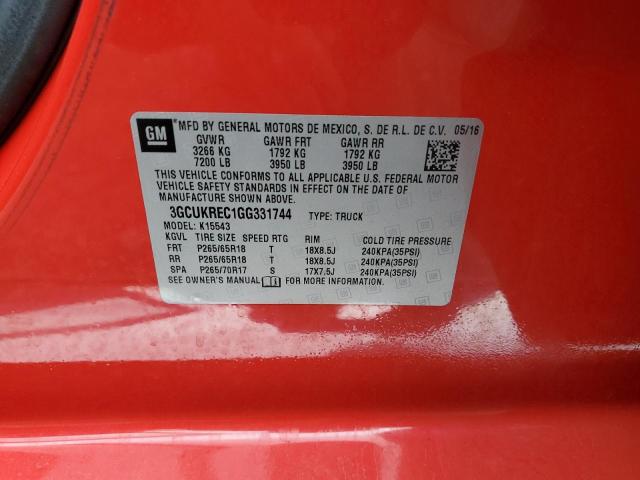 GM MFD BY GENERAL MOTORS DE MEXICO, S. DE R.L. DE C.V. 05/16
GVWR GAWR FRT GAWR RR
3266 KG 1792 KG 1792 KG
7200 LB 3950 LB 3950 LB
THIS VEHICLE CONFORMS TO ALL APPLICABLE U.S. FEDERAL MOTOR
VEHICLE SAFETY STANDARDS IN EFFECT ON THE DATE OF
MANUFACTURE SHOWN ABOVE.
3GCUKREC1GG331744 TYPE: TRUCK
MODEL: K15543
KGVL TIRE SIZE SPEED RTG RIM COLD TIRE PRESSURE
FRT P265/65R18 T 18X8.5J 240KPA(35PSI)
RR P265/65R18 T 18X8.5J 240KPA(35PSI)
SPA P265/70R17 S 17X7.5J 240KPA(35PSI)
SEE OWNER'S MANUAL FOR MORE INFORMATION.